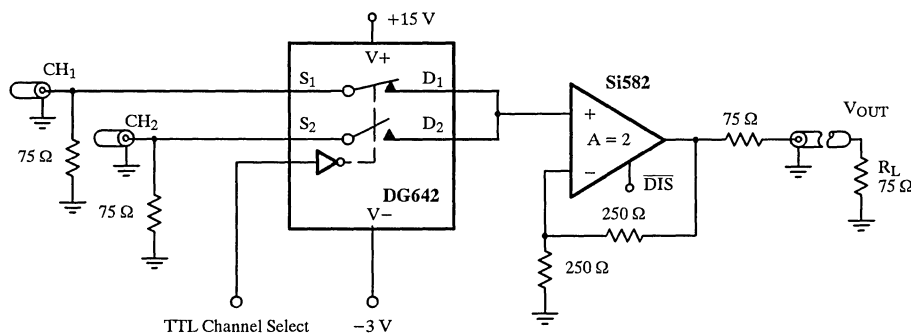 +15 V
V+
CH1
S1
D1
Si582
CH2
S2
D2
+
A = 2
−
75 Ω
VOUT
75 Ω
DIS
RL
75 Ω
DG642
75 Ω
V−
250 Ω
250 Ω
TTL Channel Select
−3 V